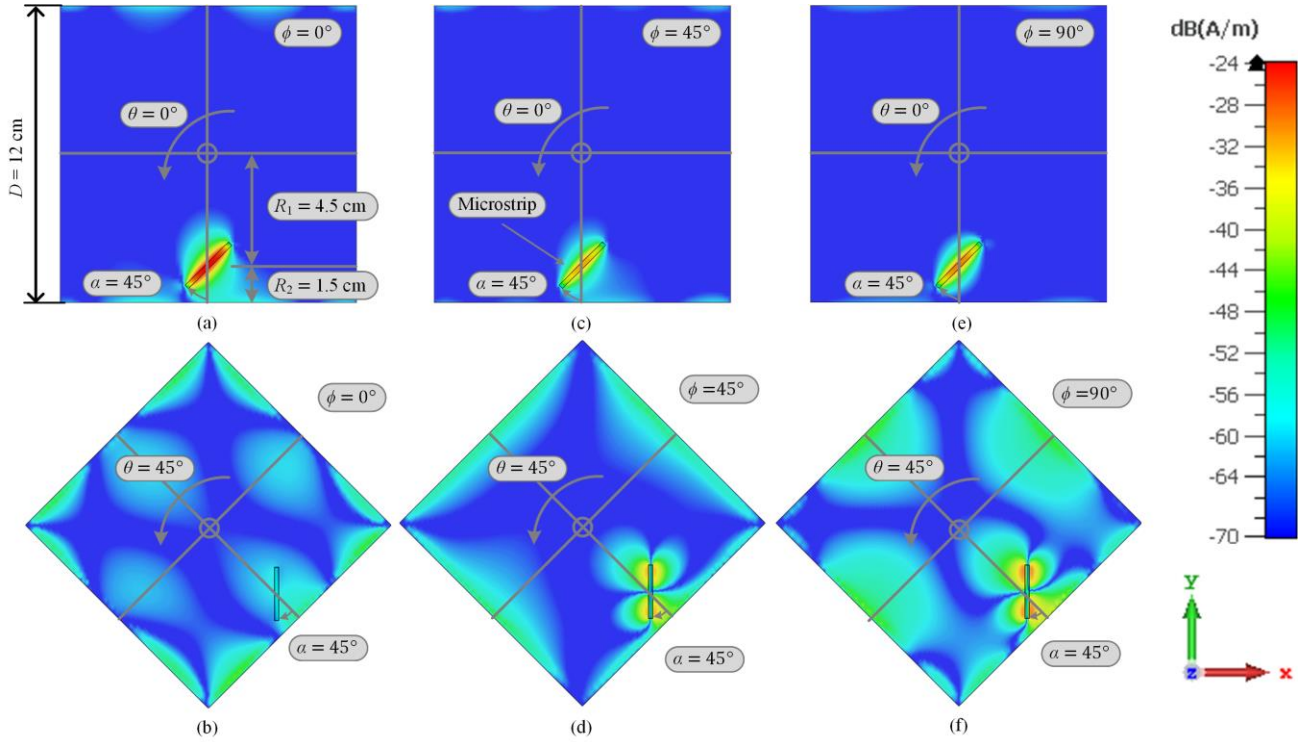 ϕ = 0°
ϕ = 45°
ϕ = 90°
dB(A/m)
-24
-28
-32
-36
-40
-44
-48
-52
-56
-60
-64
-70
D = 12 cm
θ = 0°
R₁ = 4.5 cm
α = 45°
R₂ = 1.5 cm
(a)
θ = 0°
Microstrip
α = 45°
(c)
θ = 0°
α = 45°
(e)
ϕ = 0°
θ = 45°
α = 45°
(b)
ϕ =45°
θ = 45°
α = 45°
(d)
ϕ =90°
θ = 45°
α = 45°
(f)
y
z
x